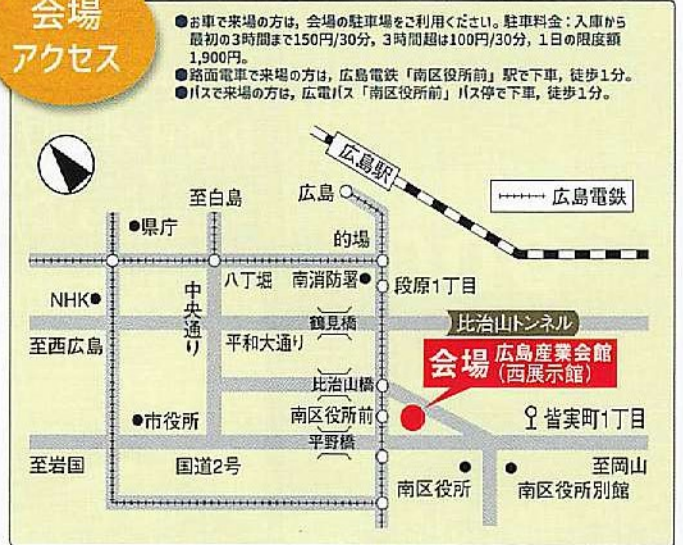 会場
アクセス
●お車で来場の方は，会場の駐車場をご利用ください。駐車料金：入庫から
最初の3時間まで150円/30分，3時間超は100円/30分，1日の限度額
1,900円。
●路面電車で来場の方は，広島電鉄「南区役所前」駅で下車，徒歩1分。
●バスで来場の方は，広電バス「南区役所前」バス停で下車，徒歩1分。
広島駅
広島
広島電鉄
至白島
県庁
的場
八丁堀
南消防署
段原1丁目
NHK
中央通り
鶴見橋
比治山トンネル
至西広島
平和大通り
会場 広島産業会館
(西展示館)
比治山橋
市役所
南区役所前
皆実町1丁目
平野橋
至岩国
国道2号
至岡山
南区役所
南区役所別館